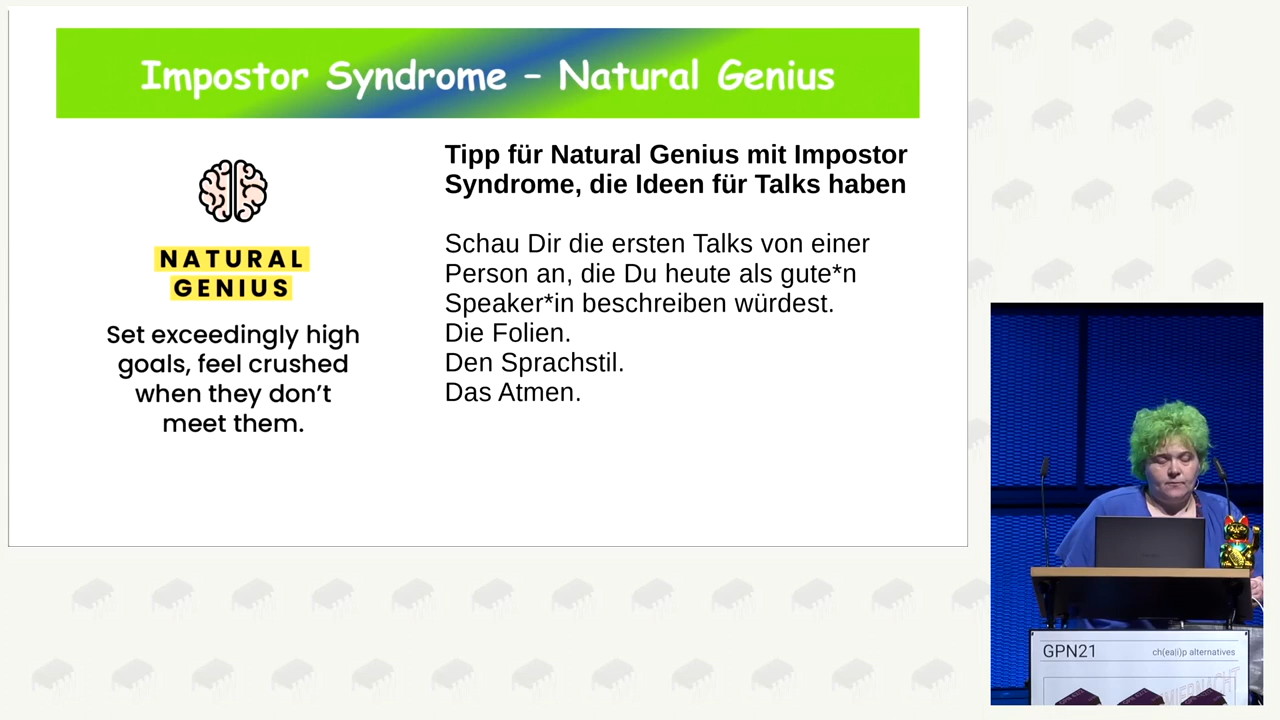 Impostor Syndrome – Natural Genius
NATURAL
GENIUS
Set exceedingly high
goals, feel crushed
when they don't
meet them.
Tipp für Natural Genius mit Impostor
Syndrome, die Ideen für Talks haben
Schau Dir die ersten Talks von einer
Person an, die Du heute als gute*n
Speaker*in beschreiben würdest.
Die Folien.
Den Sprachstil.
Das Atmen.
GPN21
ch(ea|i)p alternatives